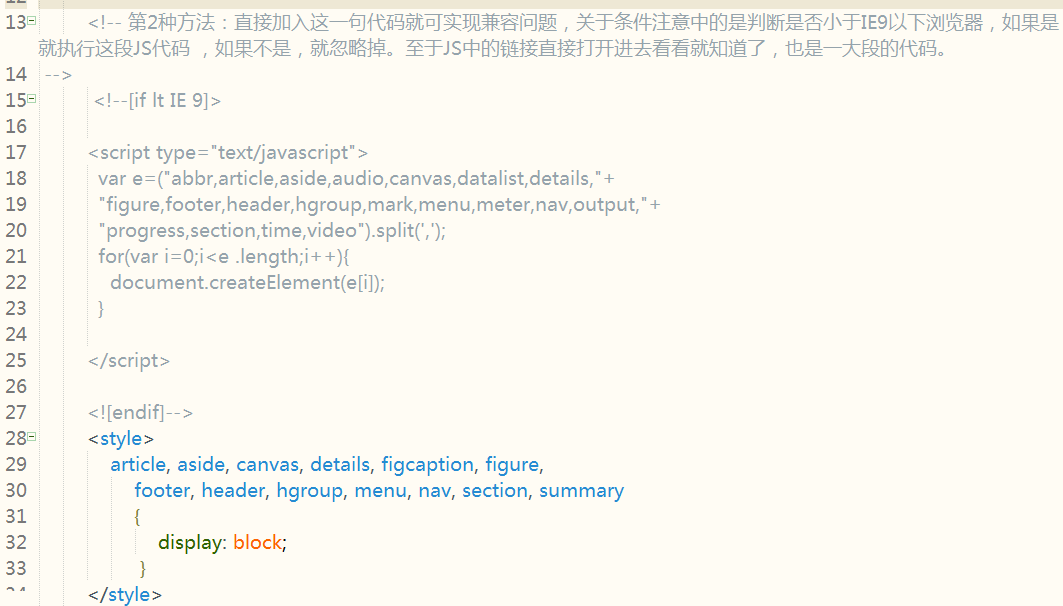 13 <!-- 第2种方法：直接加入这一句代码就可实现兼容问题，关于条件注意中的是判断是否小于IE9以下浏览器，如果是
就执行这段JS代码 ，如果不是，就忽略掉。至于JS中的链接直接打开进去看看就知道了，也是一大段的代码。
14 -->
15 <!--[if lt IE 9]>
16
17 <script type="text/javascript">
18 var e=("abbr,article,aside,audio,canvas,datalist,details,"+
19 "figure,footer,header,hgroup,mark,menu,meter,nav,output,"+
20 "progress,section,time,video").split(',');
21 for(var i=0;i<e .length;i++){
22 document.createElement(e[i]);
23 }
24
25 </script>
26
27 <![endif]-->
28 <style>
29 article, aside, canvas, details, figcaption, figure,
30 footer, header, hgroup, menu, nav, section, summary
31 {
32 display: block;
33 }
</style>